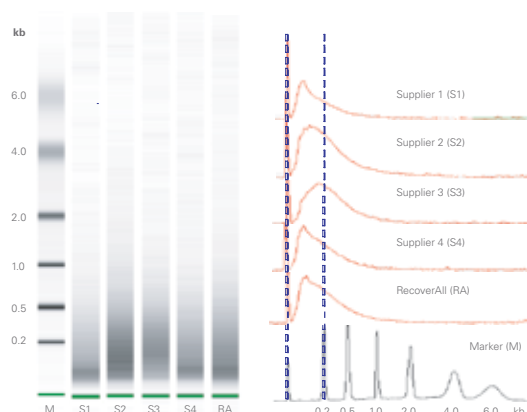 kb
6.0
4.0
2.0
1.0
0.5
0.2
M S1 S2 S3 S4 RA
Supplier 1 (S1)
Supplier 2 (S2)
Supplier 3 (S3)
Supplier 4 (S4)
RecoverAll (RA)
Marker (M)
0.2 0.5 1.0 2.0 4.0 6.0 kb